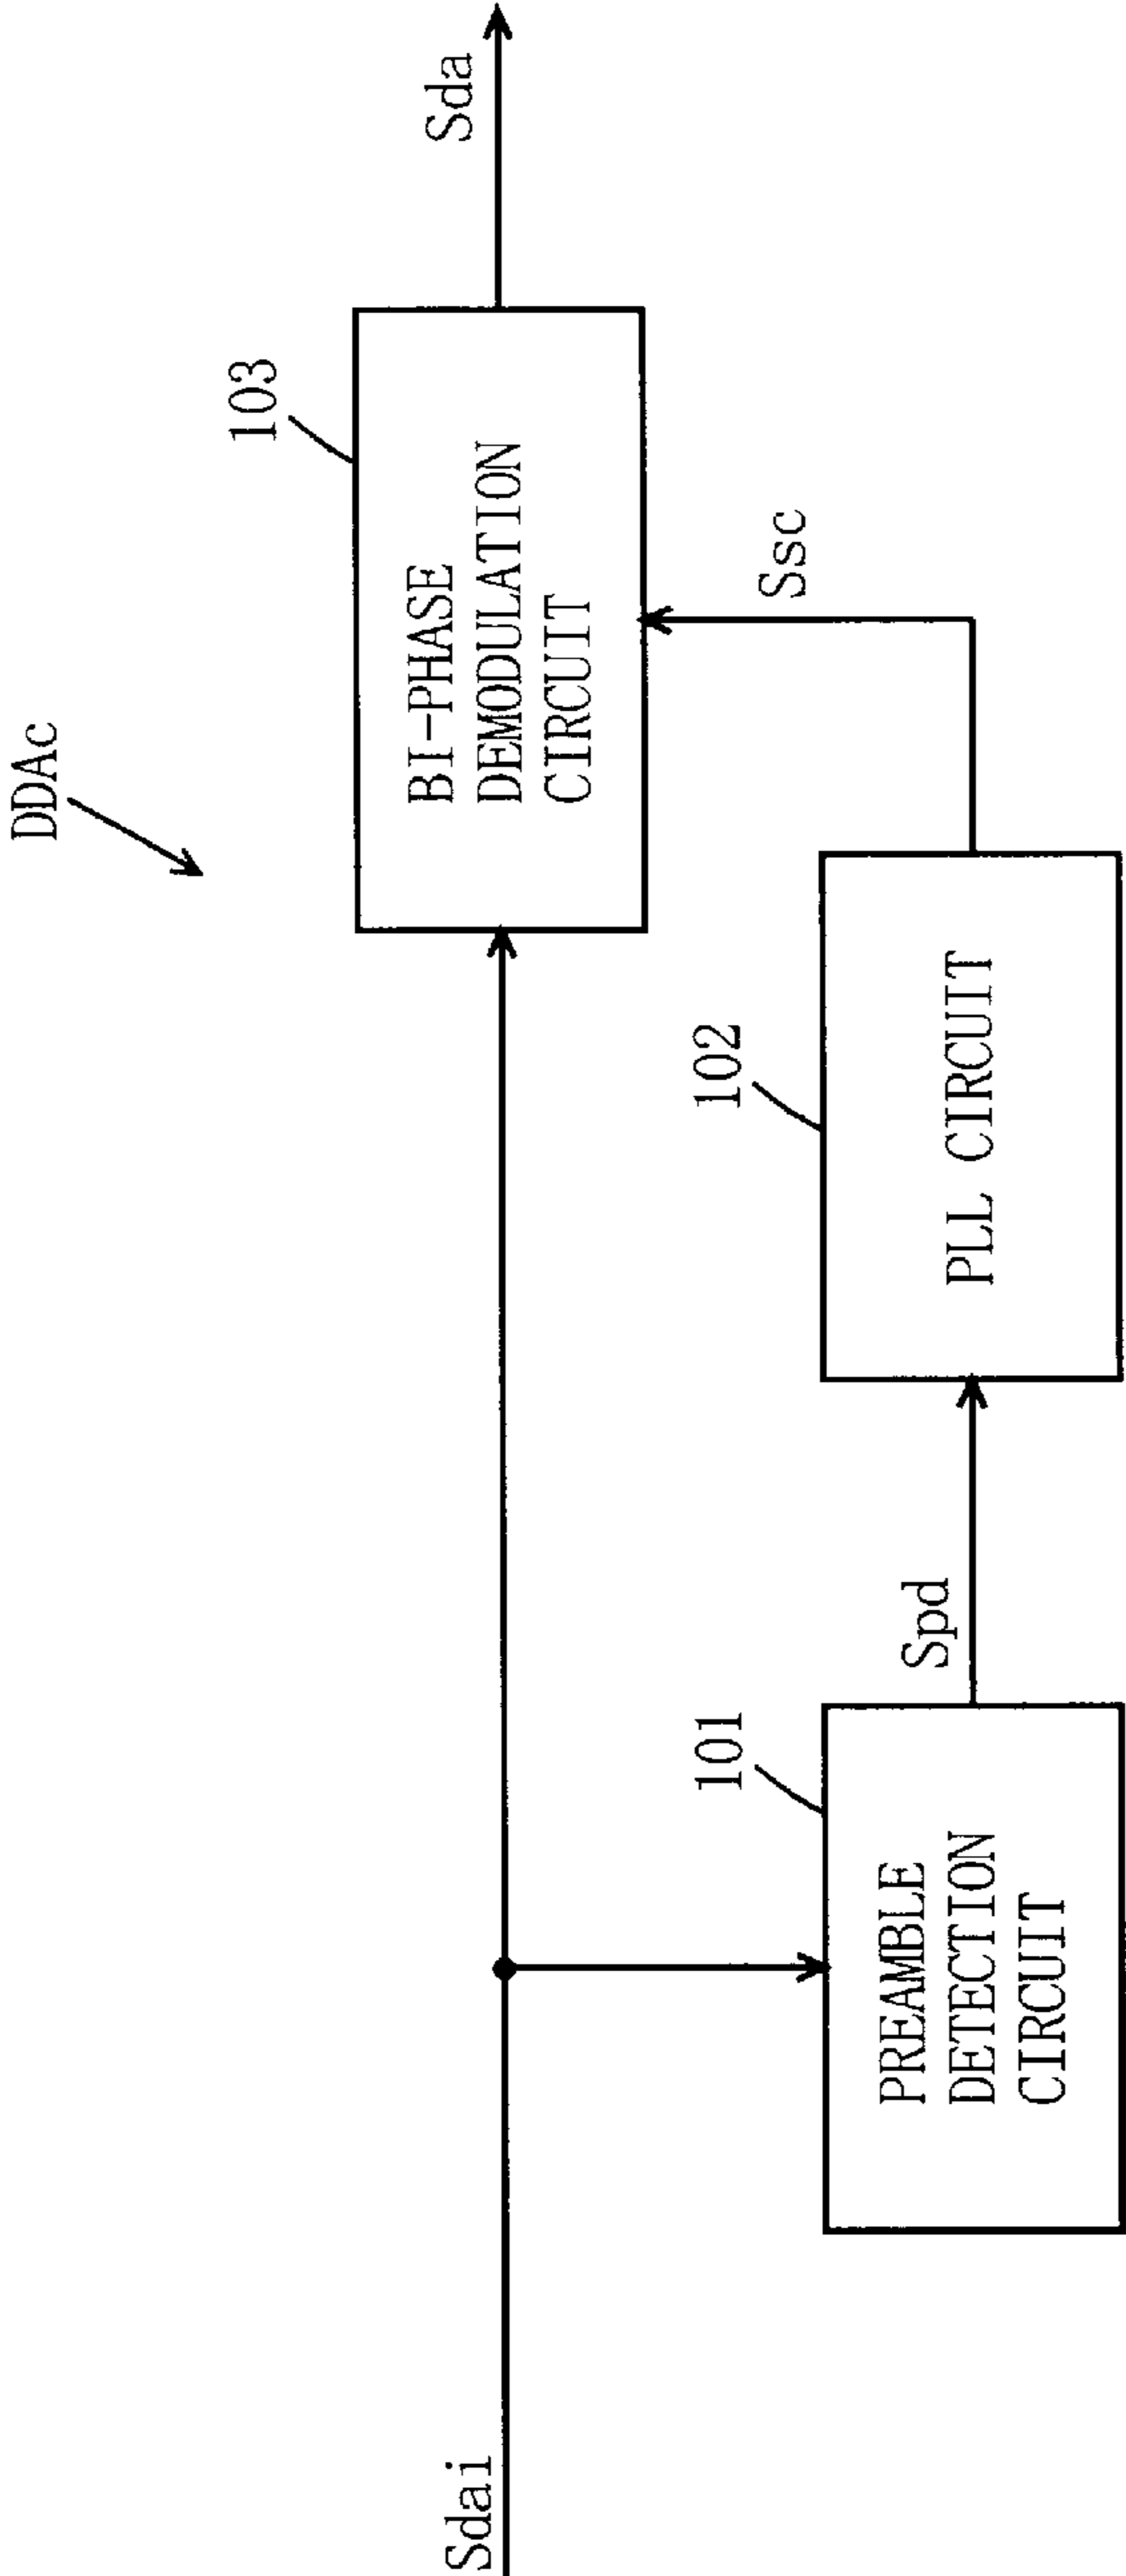 DDAc
Sdai
103
BI-PHASE
DEMODULATION
CIRCUIT
Sda
Ssc
101
PREAMBLE
DETECTION
CIRCUIT
Spd
102
PLL CIRCUIT